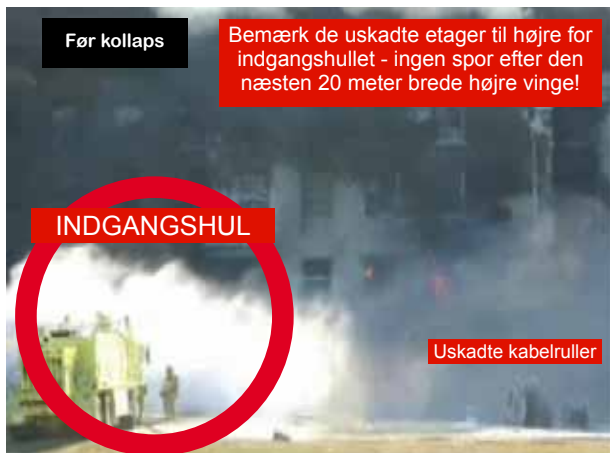 Før kollaps
Bemærk de uskadte etager til højre for
indgangshullet - ingen spor efter den
næsten 20 meter brede højre vinge!
INDGANGSHUL
Uskadte kabelruller